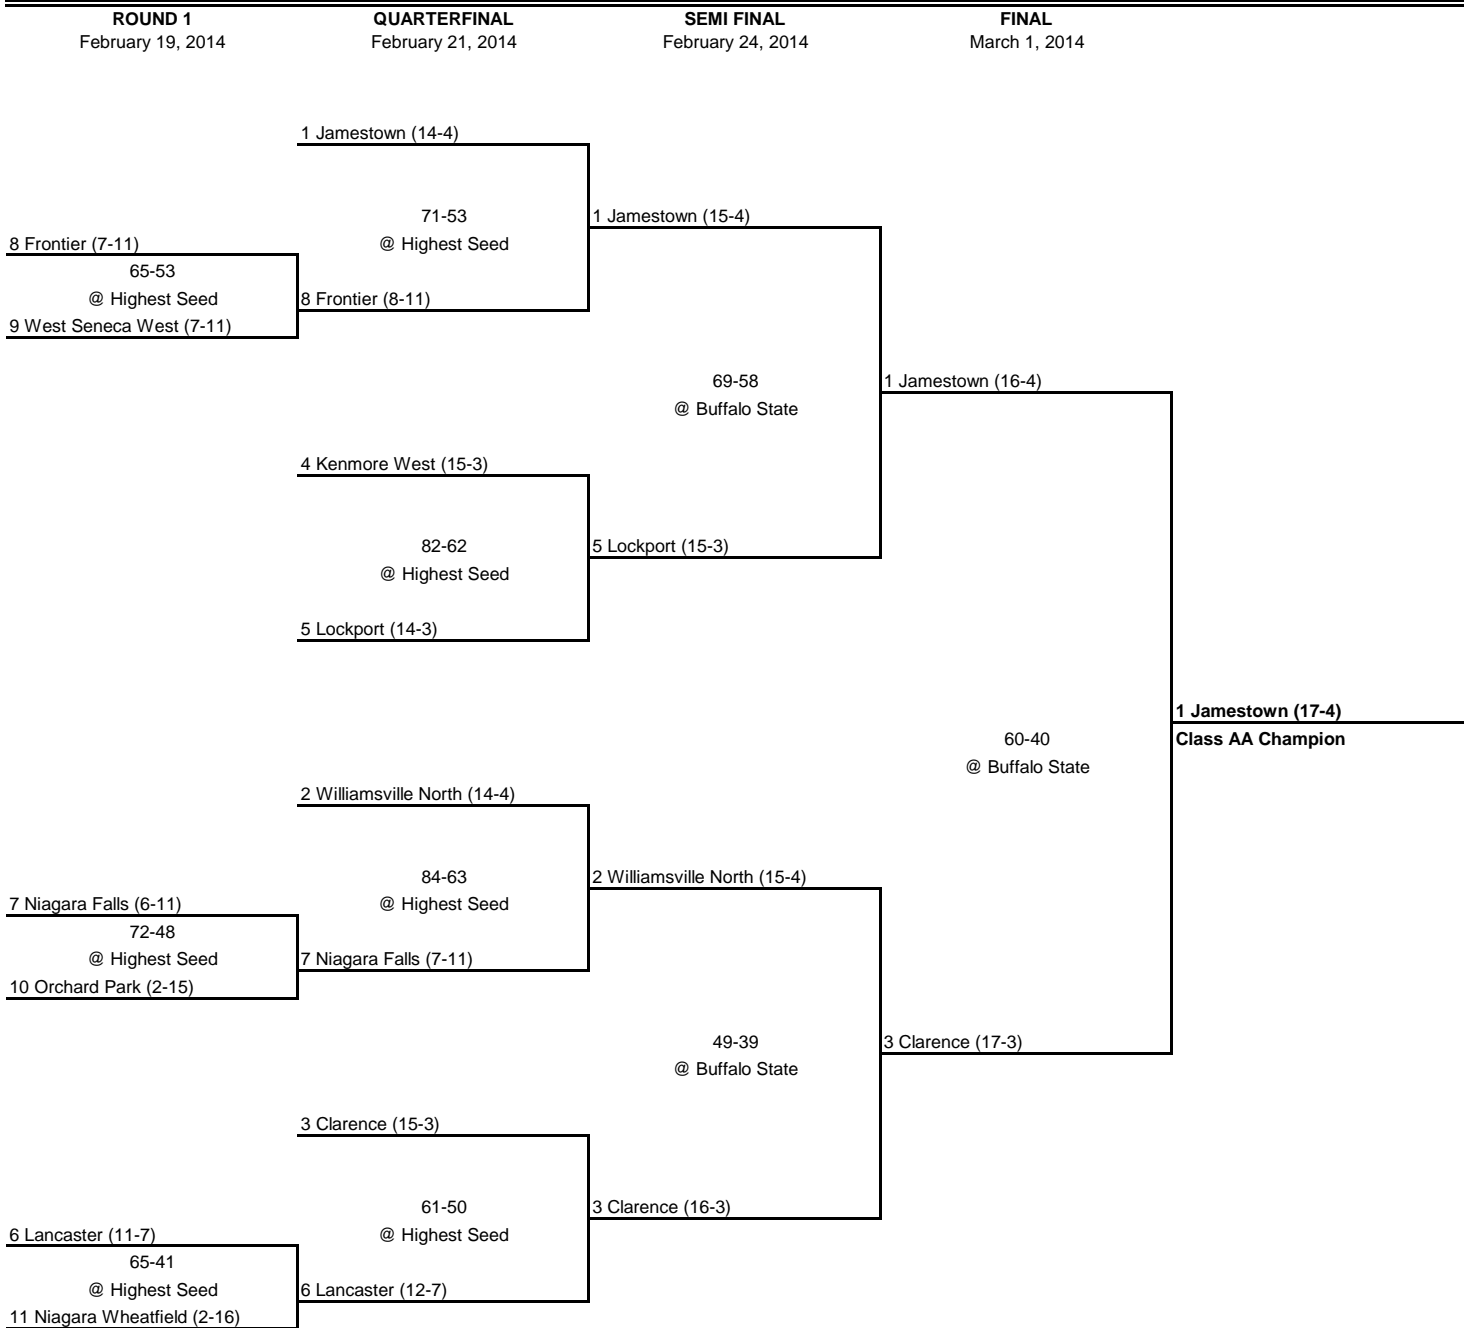 ROUND 1
February 19, 2014
QUARTERFINAL
February 21, 2014
SEMI FINAL
February 24, 2014
FINAL
March 1, 2014
1 Jamestown (14-4)
71-53
@ Highest Seed
1 Jamestown (15-4)
8 Frontier (7-11)
65-53
@ Highest Seed
9 West Seneca West (7-11)
8 Frontier (8-11)
69-58
@ Buffalo State
1 Jamestown (16-4)
4 Kenmore West (15-3)
82-62
@ Highest Seed
5 Lockport (15-3)
5 Lockport (14-3)
1 Jamestown (17-4)
Class AA Champion
60-40
@ Buffalo State
2 Williamsville North (14-4)
84-63
@ Highest Seed
2 Williamsville North (15-4)
7 Niagara Falls (6-11)
72-48
@ Highest Seed
10 Orchard Park (2-15)
7 Niagara Falls (7-11)
49-39
@ Buffalo State
3 Clarence (17-3)
3 Clarence (15-3)
61-50
@ Highest Seed
3 Clarence (16-3)
6 Lancaster (11-7)
65-41
@ Highest Seed
11 Niagara Wheatfield (2-16)
6 Lancaster (12-7)